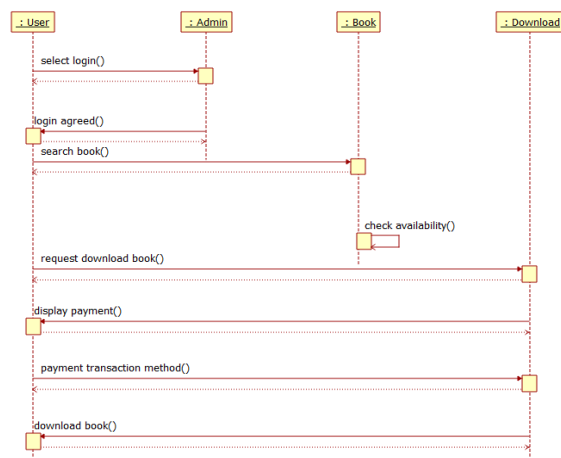 : User
: Admin
: Book
: Download
select login()
login agreed()
search book()
check availability()
request download book()
display payment()
payment transaction method()
download book()